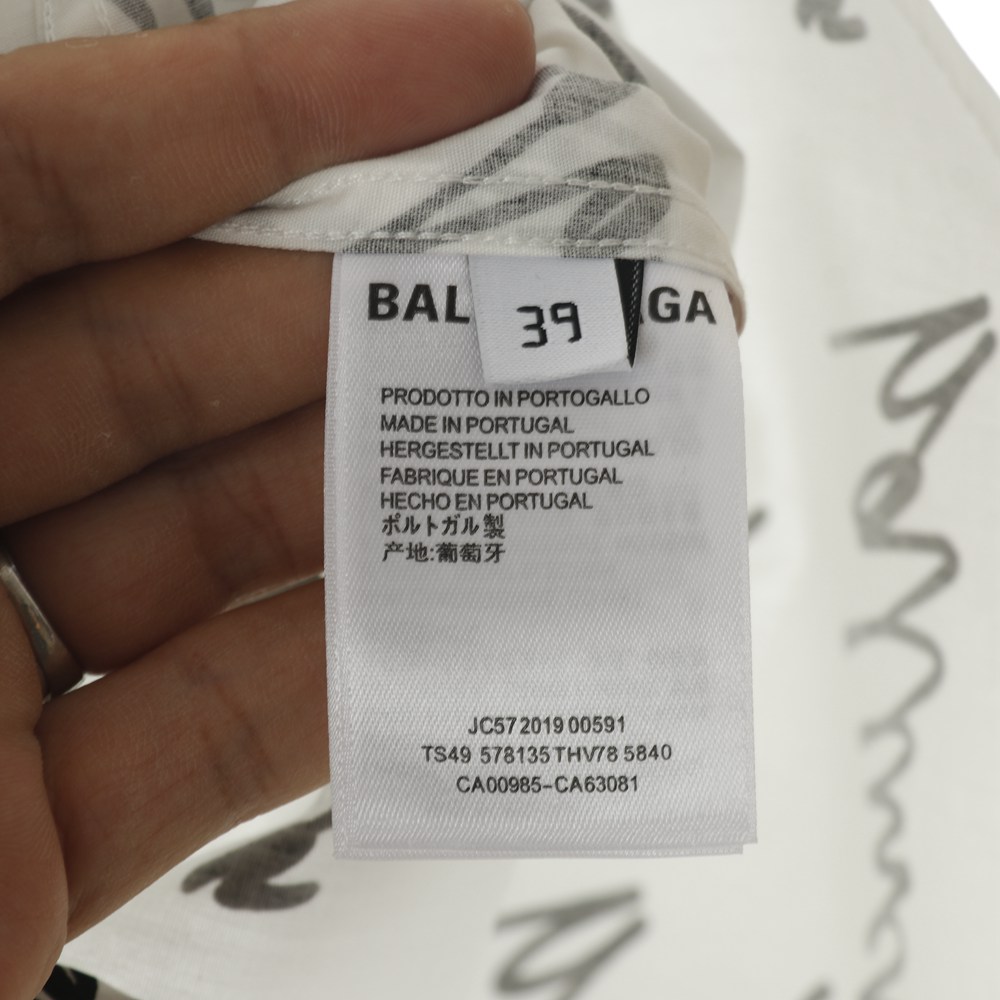 BAL AGA
39
PRODOTTO IN PORTOGALLO
MADE IN PORTUGAL
HERGESTELLT IN PORTUGAL
FABRIQUE EN PORTUGAL
HECHO EN PORTUGAL
ポルトガル製
产地:葡萄牙
JC57 2019 00591
TS49 578135 THV78 5840
CA00985-CA63081